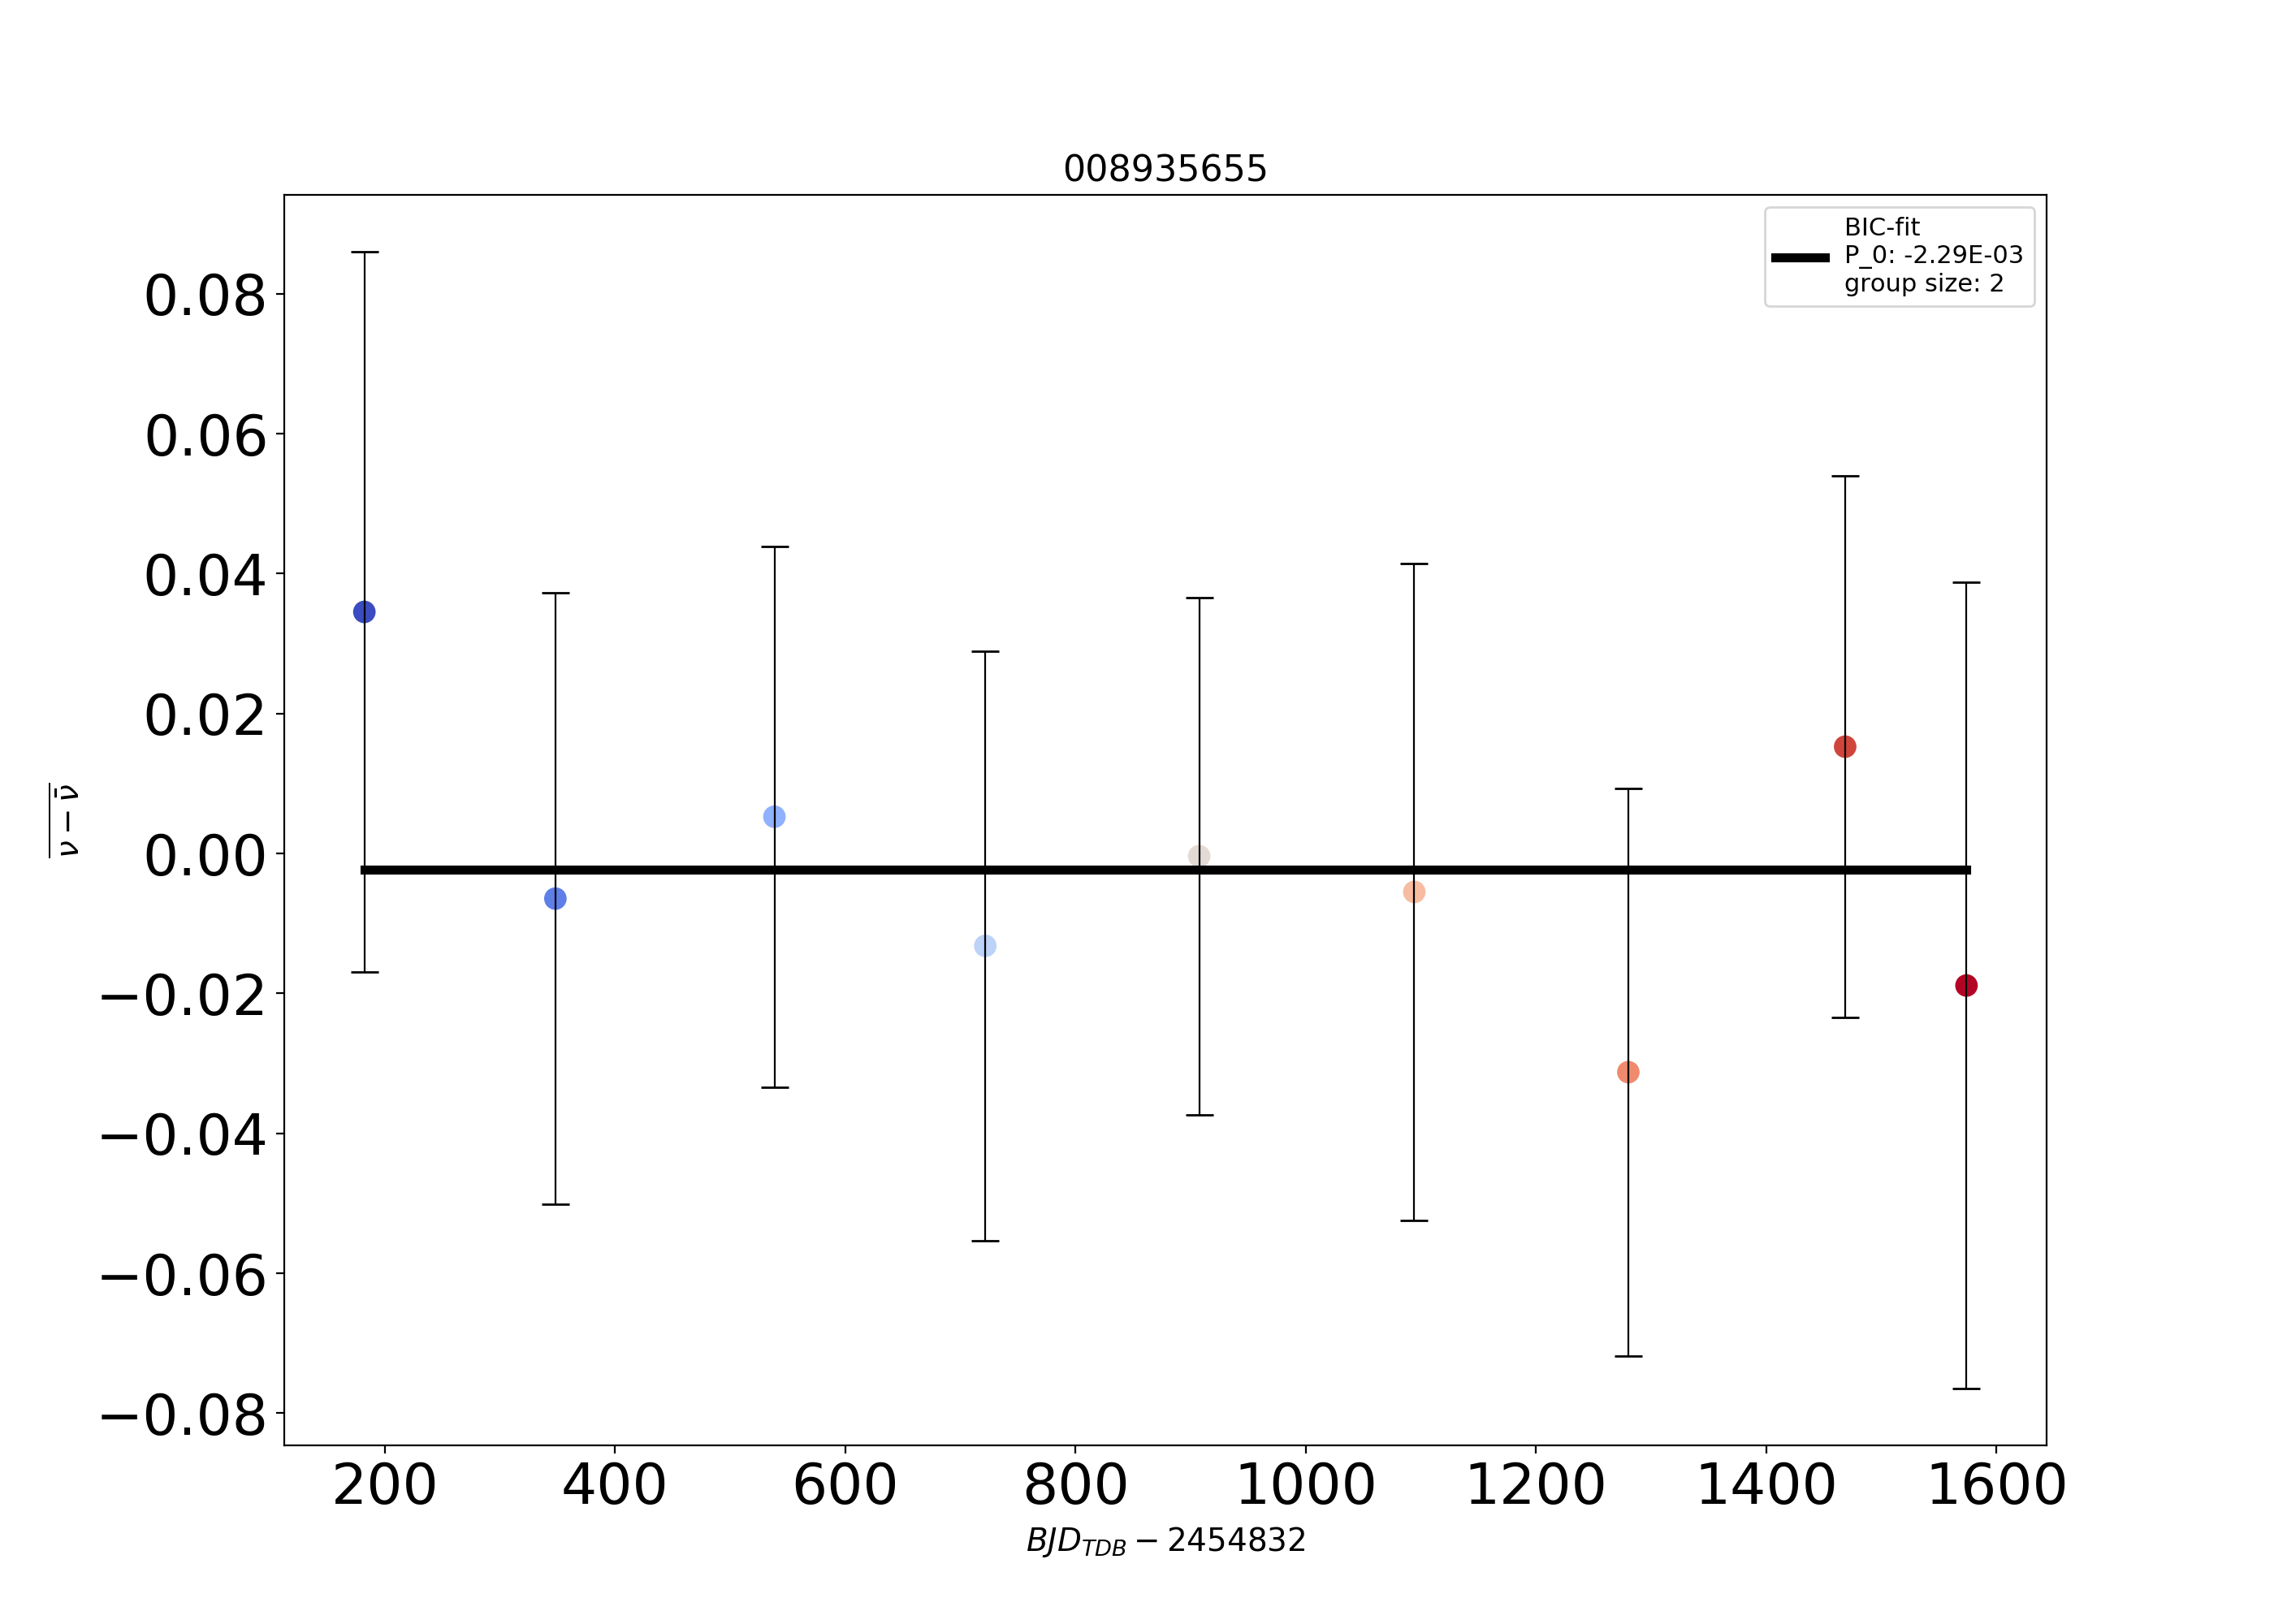 008935655
BIC-fit
P_0: -2.29E-03
group size: 2
0.08
0.06
0.04
0.02
0.00
−0.02
−0.04
−0.06
−0.08
ν − ν̄
200 400 600 800 1000 1200 1400 1600
BJD_TDB − 2454832